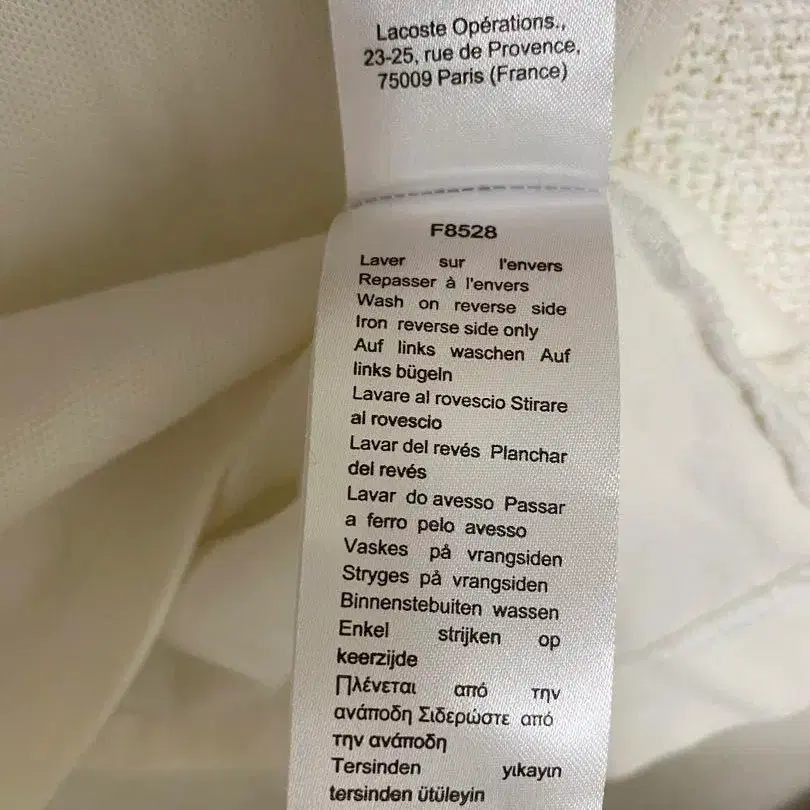 Lacoste Opérations.,
23-25, rue de Provence,
75009 Paris (France)
F8528
Laver sur l'envers
Repasser à l'envers
Wash on reverse side
Iron reverse side only
Auf links waschen Auf
links bügeln
Lavare al rovescio Stirare
al rovescio
Lavar del revés Planchar
del revés
Lavar do avesso Passar
a ferro pelo avesso
Vaskes på vrangsiden
Stryges på vrangsiden
Binnenstebuiten wassen
Enkel strijken op
keerzijde
Πλένεται από την
ανάποδη Σιδερώστε από
την ανάποδη
Tersinden yıkayın
tersinden ütüleyin